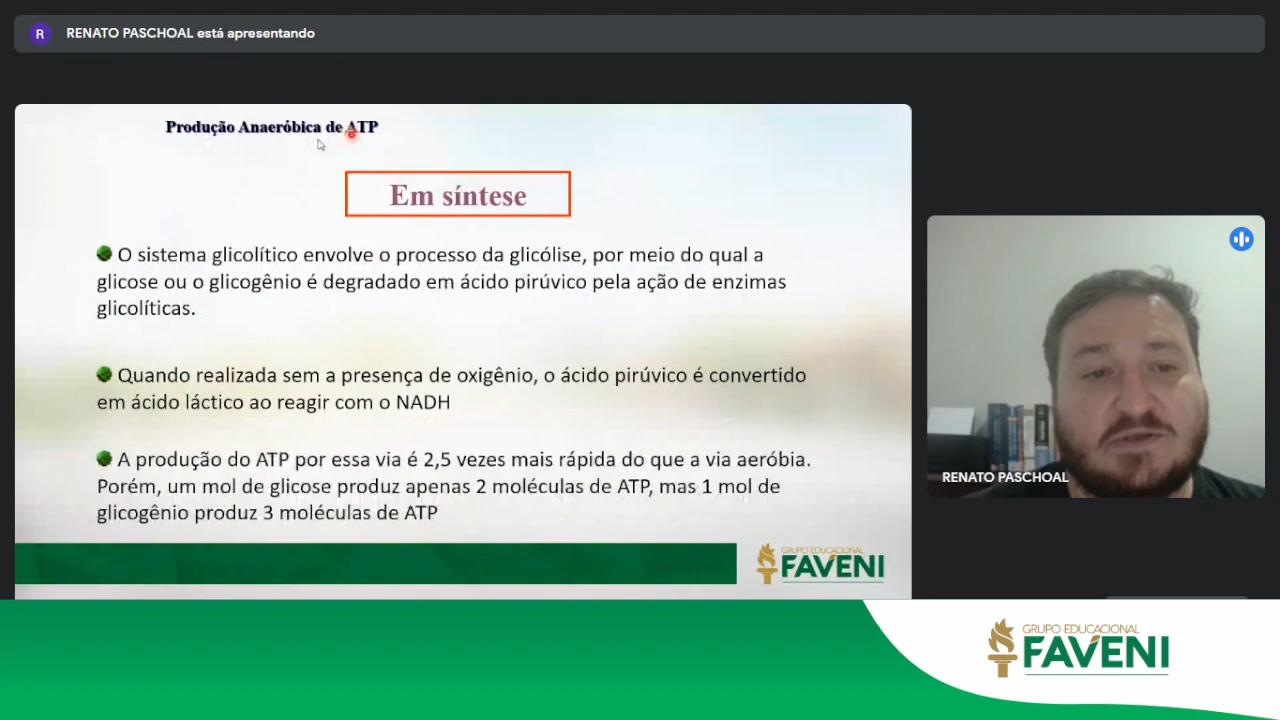 R RENATO PASCHOAL está apresentando
Produção Anaeróbica de ATP
Em síntese
O sistema glicolítico envolve o processo da glicólise, por meio do qual a
glicose ou o glicogênio é degradado em ácido pirúvico pela ação de enzimas
glicolíticas.
Quando realizada sem a presença de oxigênio, o ácido pirúvico é convertido
em ácido láctico ao reagir com o NADH
A produção do ATP por essa via é 2,5 vezes mais rápida do que a via aeróbia.
Porém, um mol de glicose produz apenas 2 moléculas de ATP, mas 1 mol de
glicogênio produz 3 moléculas de ATP
GRUPO EDUCACIONAL
FAVENI
RENATO PASCHOAL
GRUPO EDUCACIONAL
FAVENI